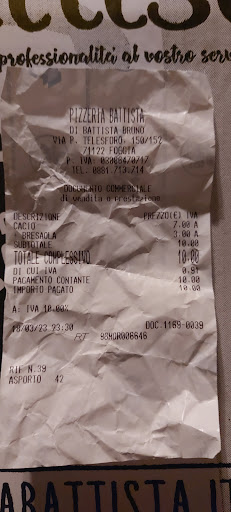 professionalità al vostro serv
PIZZERIA BATTISTA
DI BATTISTA BRUNO
VIA P. TELESFORO, 150/152
71122 FOGGIA
TEL. 0881.713.714
DOCUMENTO COMMERCIALE
di vendita o prestazione
DESCRIZIONE PREZZO(€) IVA
CACIO 7.00 A
+ BRESAOLA 3.00 A
SUBTOTALE 10.00
TOTALE COMPLESSIVO 10.00
DI CUI IVA 0.91
PAGAMENTO CONTANTE 10.00
IMPORTO PAGATO 10.00
A: IVA 10.00%
18/03/23 23:30 DOC.1169-0039
RT
RIF N.39
ASPORTO 42
ABATTISTA.IT